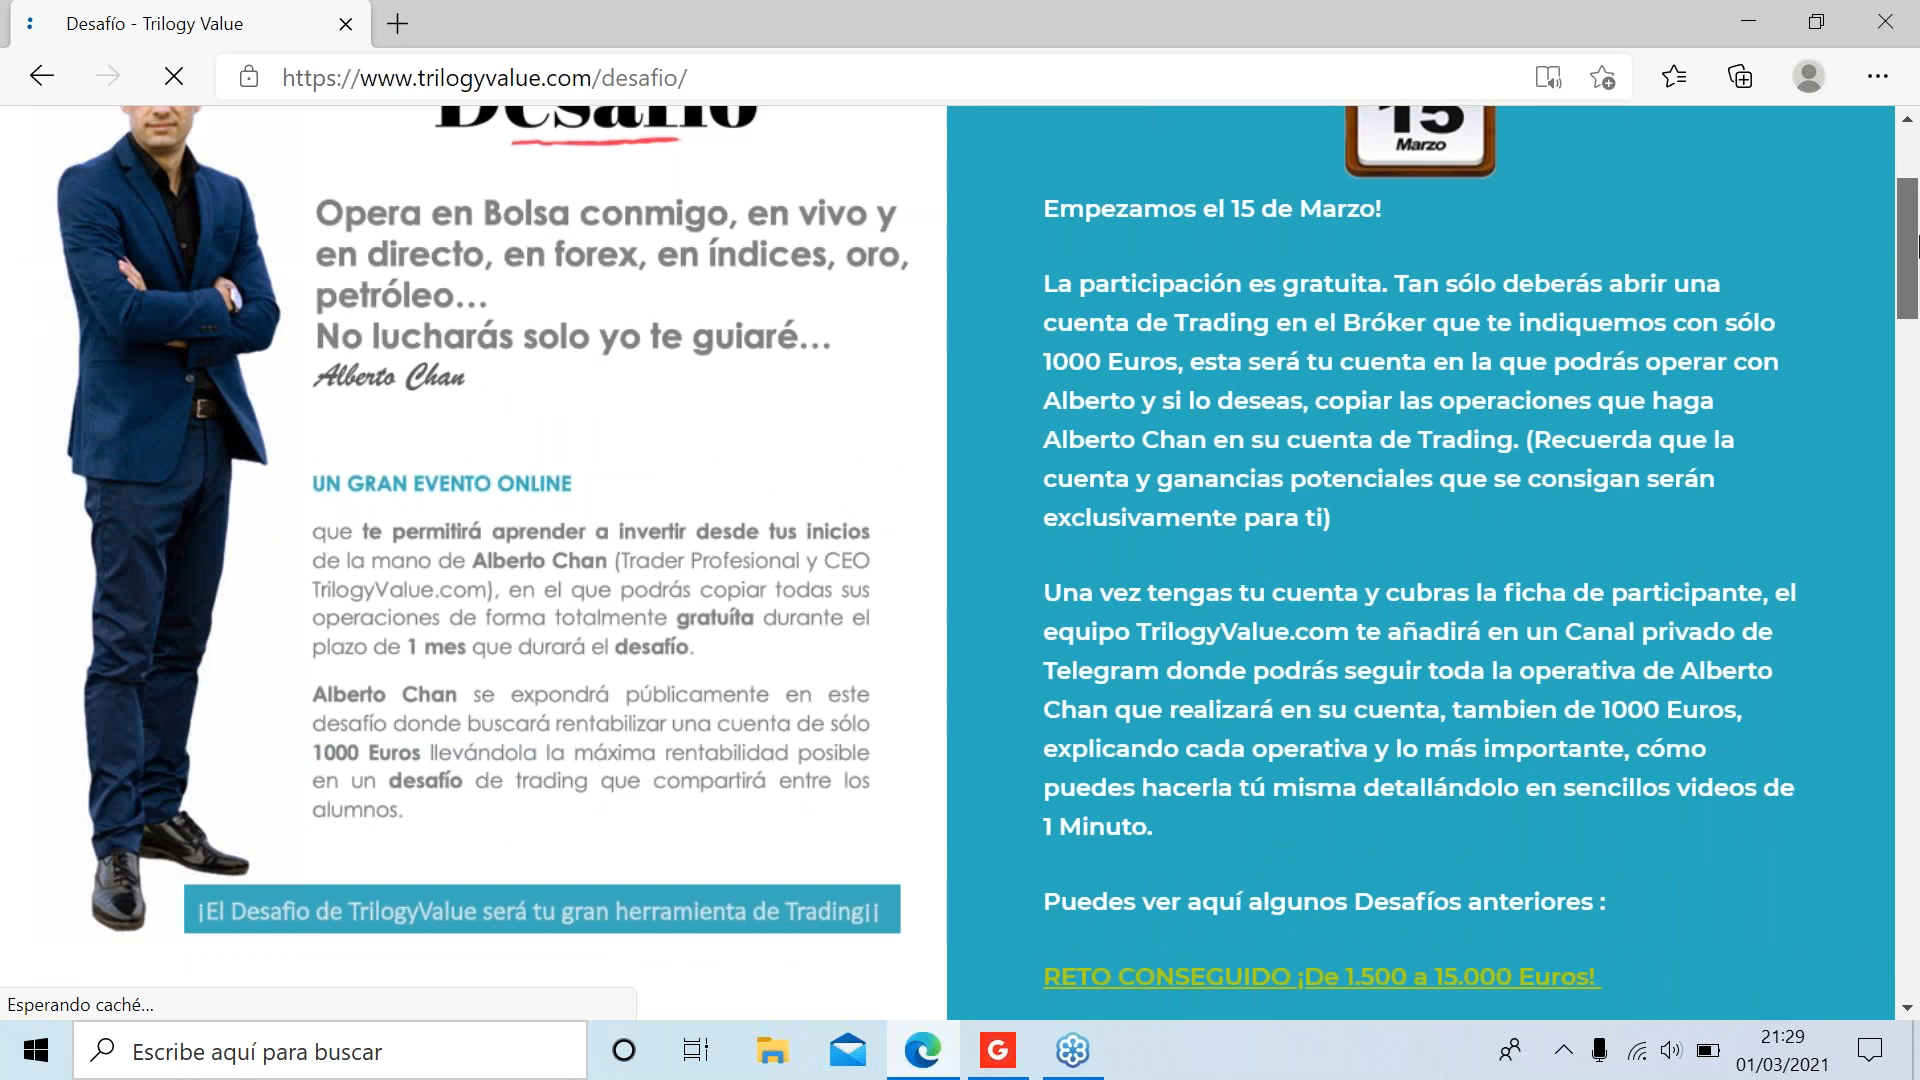 Desafío - Trilogy Value
https://www.trilogyvalue.com/desafio/
Desafío
Opera en Bolsa conmigo, en vivo y
en directo, en forex, en índices, oro,
petróleo...
No lucharás solo yo te guiaré...
Alberto Chan
UN GRAN EVENTO ONLINE
que te permitirá aprender a invertir desde tus inicios
de la mano de Alberto Chan (Trader Profesional y CEO
TrilogyValue.com), en el que podrás copiar todas sus
operaciones de forma totalmente gratuíta durante el
plazo de 1 mes que durará el desafío.
Alberto Chan se expondrá públicamente en este
desafío donde buscará rentabilizar una cuenta de sólo
1000 Euros llevándola la máxima rentabilidad posible
en un desafío de trading que compartirá entre los
alumnos.
¡El Desafio de TrilogyValue será tu gran herramienta de Trading¡¡
15
Marzo
Empezamos el 15 de Marzo!
La participación es gratuita. Tan sólo deberás abrir una
cuenta de Trading en el Bróker que te indiquemos con sólo
1000 Euros, esta será tu cuenta en la que podrás operar con
Alberto y si lo deseas, copiar las operaciones que haga
Alberto Chan en su cuenta de Trading. (Recuerda que la
cuenta y ganancias potenciales que se consigan serán
exclusivamente para ti)
Una vez tengas tu cuenta y cubras la ficha de participante, el
equipo TrilogyValue.com te añadirá en un Canal privado de
Telegram donde podrás seguir toda la operativa de Alberto
Chan que realizará en su cuenta, tambien de 1000 Euros,
explicando cada operativa y lo más importante, cómo
puedes hacerla tú misma detallándolo en sencillos videos de
1 Minuto.
Puedes ver aquí algunos Desafíos anteriores :
RETO CONSEGUIDO ¡De 1.500 a 15.000 Euros!
Esperando caché...
Escribe aquí para buscar
G
21:29
01/03/2021